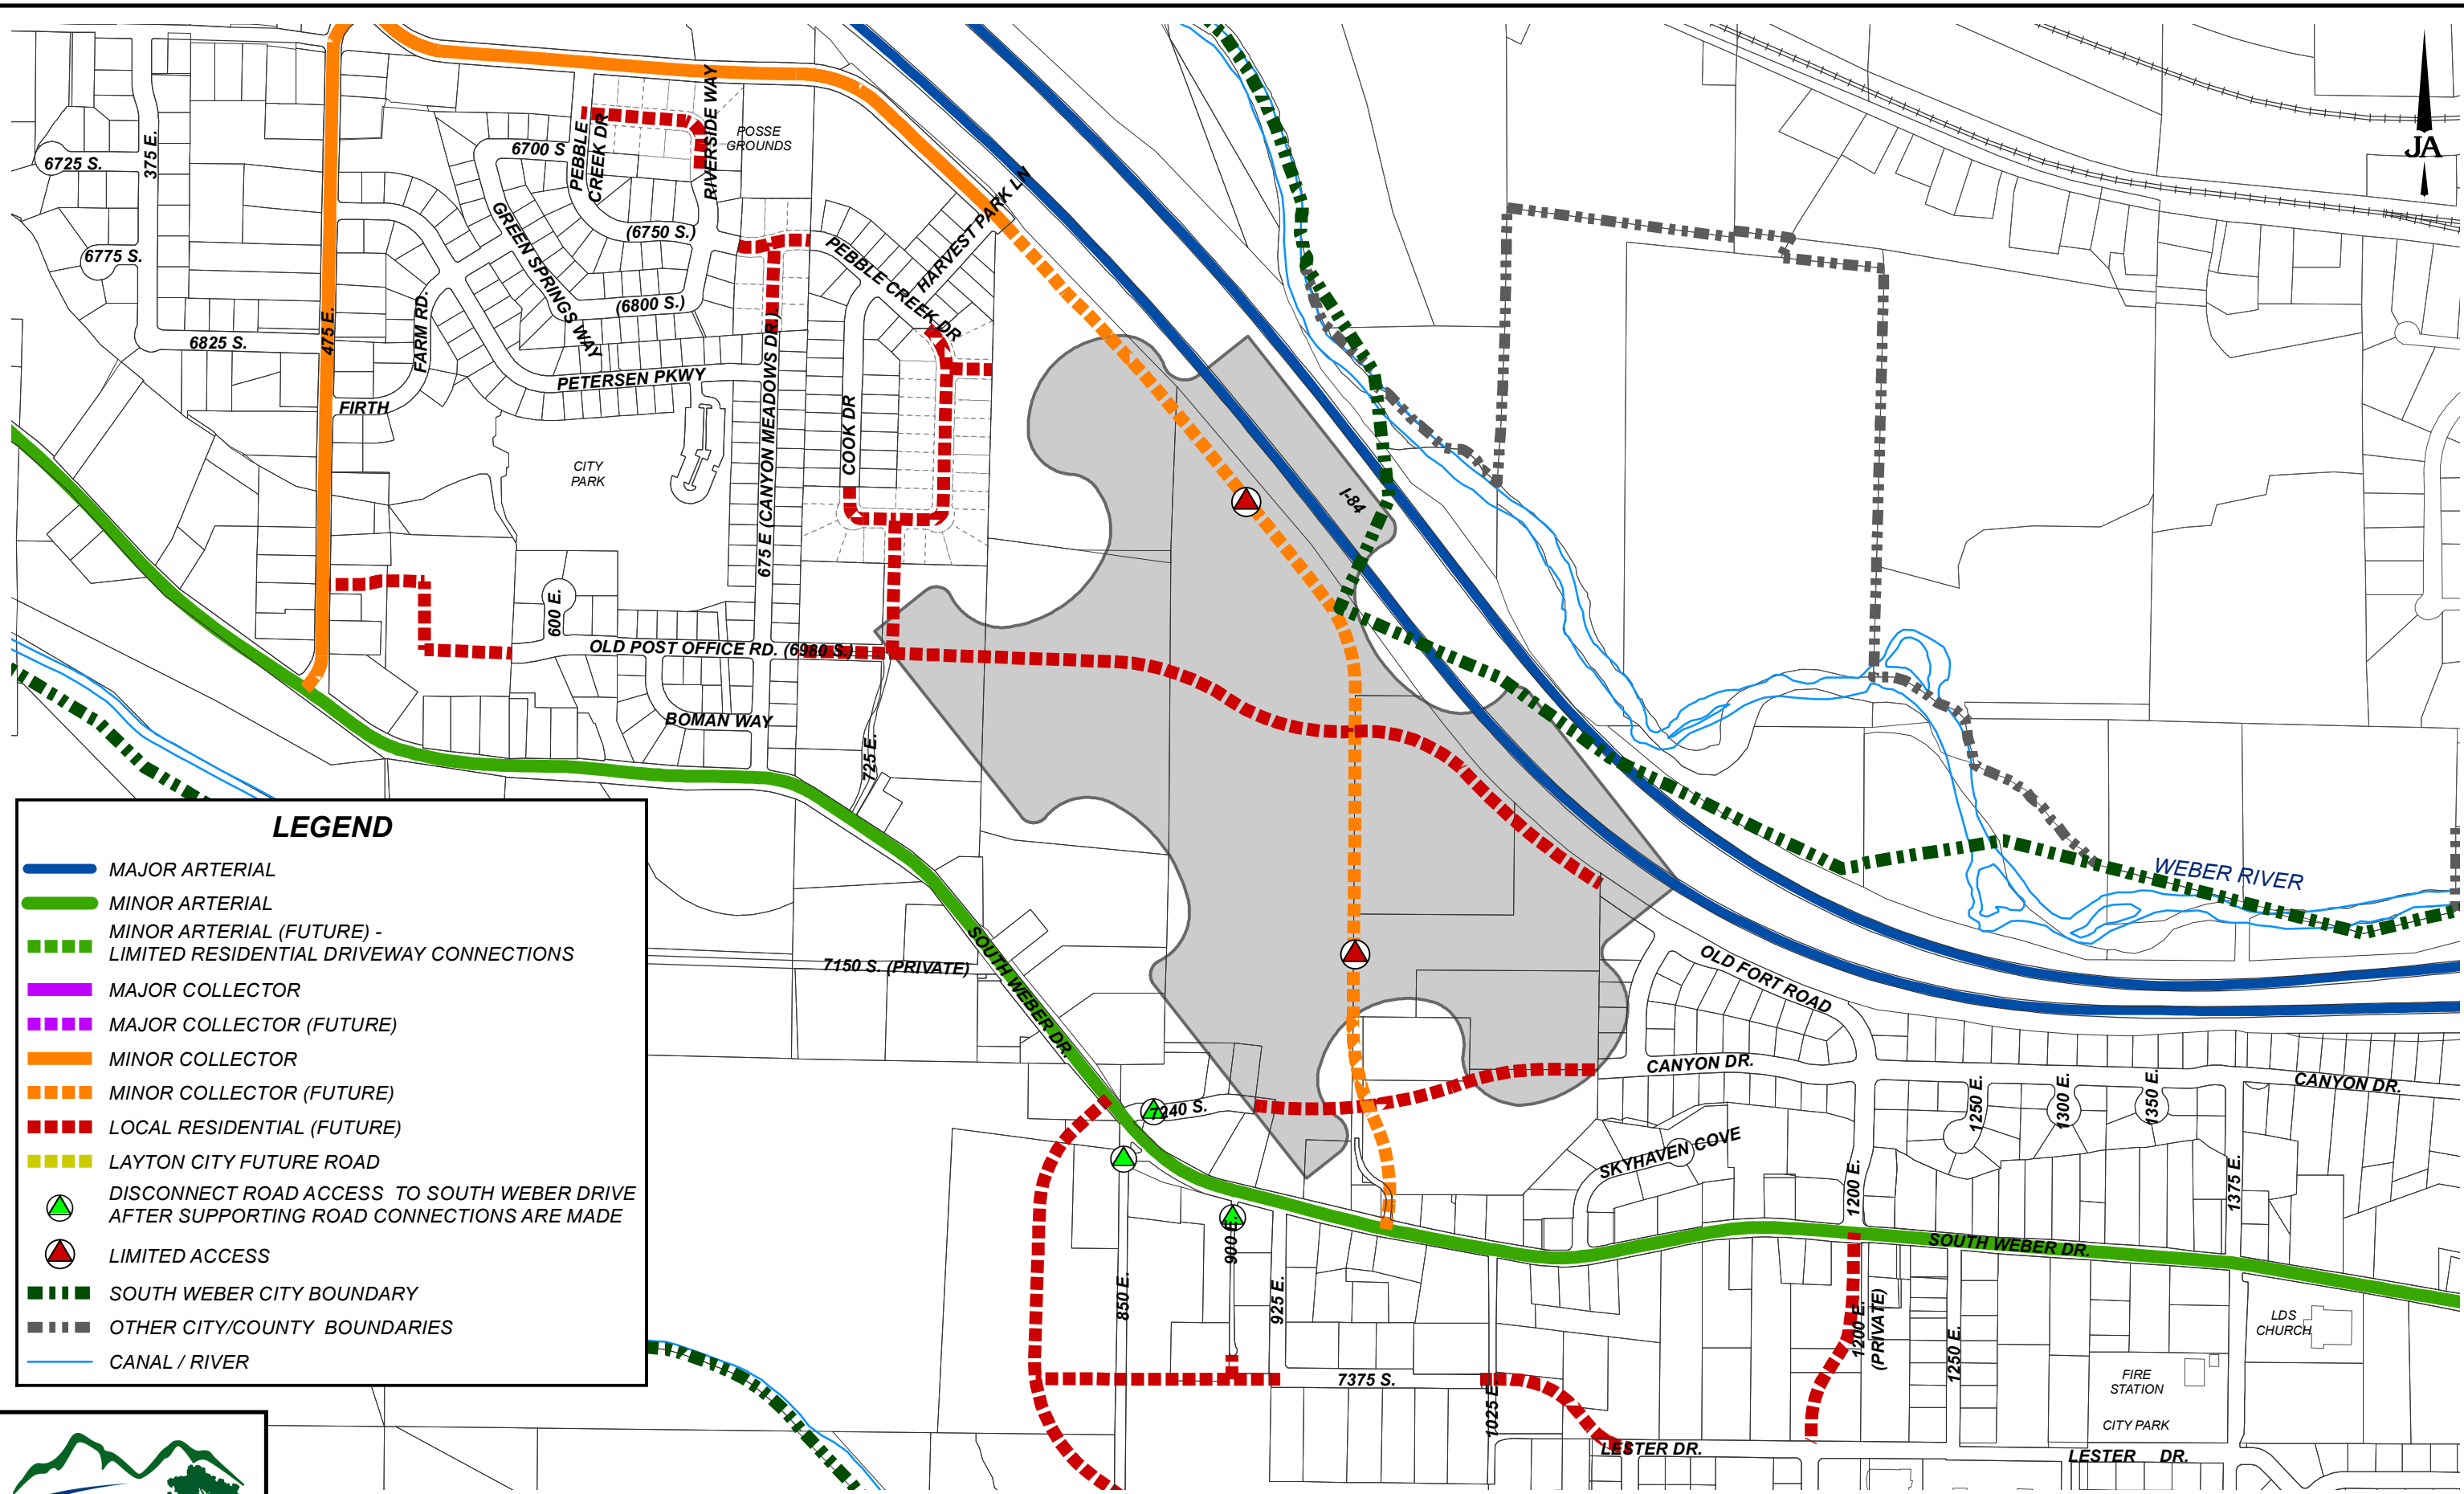 JA
RIVERSIDE WAY
POSSE
GROUNDS
PEBBLE
CREEK DR
6700 S
375 E.
6725 S.
HARVEST PARK LN
GREEN SPRINGS WAY
(6750 S.)
PEBBLE CREEK DR
6775 S.
(6800 S.)
FARM RD.
475 E.
6825 S.
PETERSEN PKWY
FIRTH
COOK DR
675 E (CANYON MEADOWS DR)
CITY
PARK
I-84
600 E.
OLD POST OFFICE RD. (6980 S.)
BOMAN WAY
725 E.
WEBER RIVER
SOUTH WEBER DR.
7150 S. (PRIVATE)
OLD FORT ROAD
CANYON DR.
CANYON DR.
7240 S.
1250 E.
1300 E.
1350 E.
SKYHAVEN COVE
1200 E.
1375 E.
SOUTH WEBER DR.
850 E.
900 E.
925 E.
1200 E.
(PRIVATE)
1250 E.
LDS
CHURCH
7375 S.
1025 E.
FIRE
STATION
CITY PARK
LESTER DR.
LESTER DR.
LEGEND
MAJOR ARTERIAL
MINOR ARTERIAL
MINOR ARTERIAL (FUTURE) -
LIMITED RESIDENTIAL DRIVEWAY CONNECTIONS
MAJOR COLLECTOR
MAJOR COLLECTOR (FUTURE)
MINOR COLLECTOR
MINOR COLLECTOR (FUTURE)
LOCAL RESIDENTIAL (FUTURE)
LAYTON CITY FUTURE ROAD
DISCONNECT ROAD ACCESS TO SOUTH WEBER DRIVE
AFTER SUPPORTING ROAD CONNECTIONS ARE MADE
LIMITED ACCESS
SOUTH WEBER CITY BOUNDARY
OTHER CITY/COUNTY BOUNDARIES
CANAL / RIVER